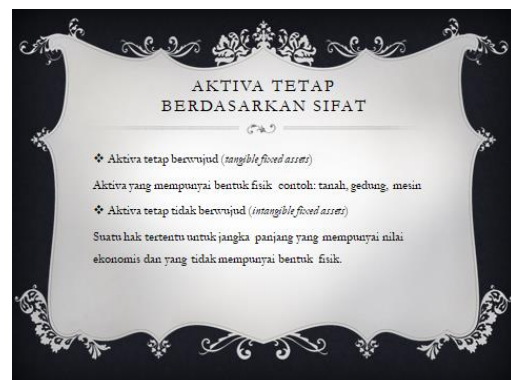 AKTIVA TETAP
BERDASARKAN SIFAT
❖ Aktiva tetap berwujud (tangible fixed assets)
Aktiva yang mempunyai bentuk fisik contoh: tanah, gedung, mesin
❖ Aktiva tetap tidak berwujud (intangible fixed assets)
Suatu hak tertentu untuk jangka panjang yang mempunyai nilai
ekonomis dan yang tidak mempunyai bentuk fisik.